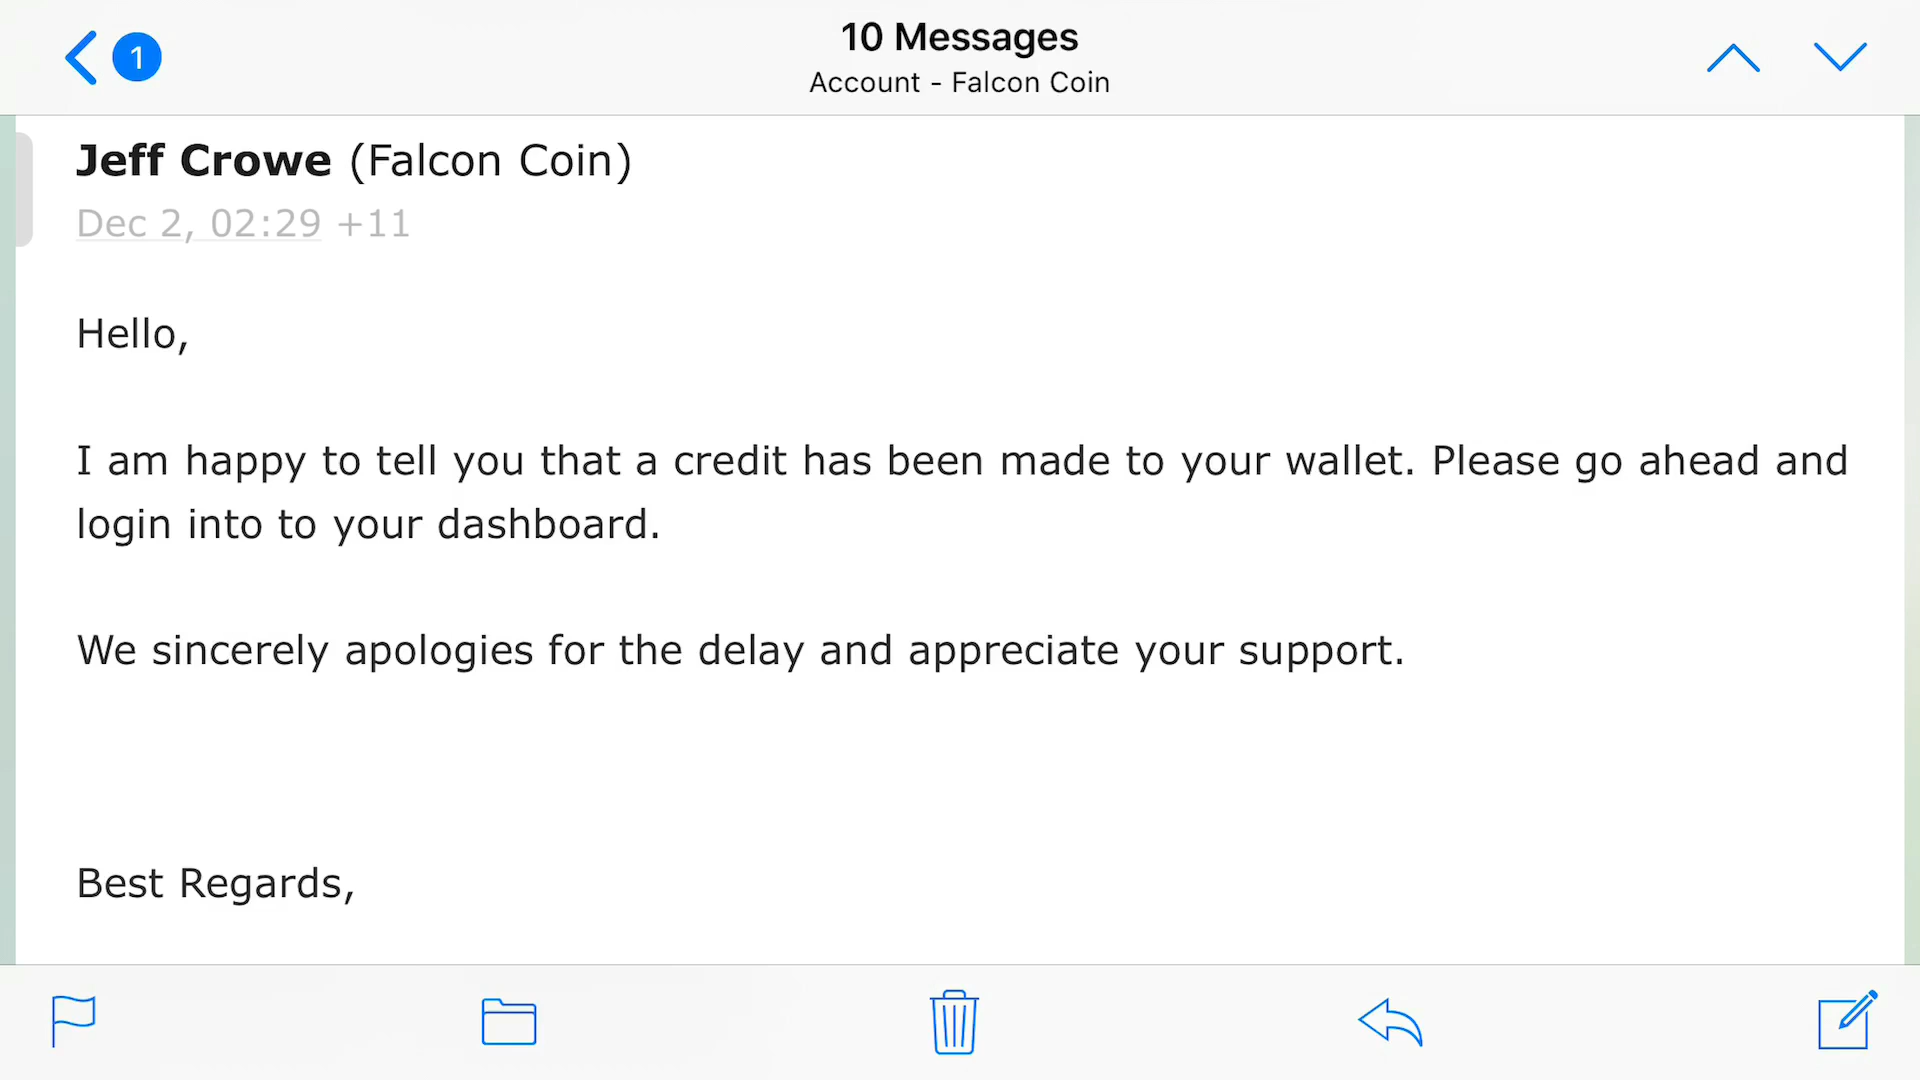 1
10 Messages
Account - Falcon Coin
Jeff Crowe (Falcon Coin)
Dec 2, 02:29 +11
Hello,
I am happy to tell you that a credit has been made to your wallet. Please go ahead and
login into to your dashboard.
We sincerely apologies for the delay and appreciate your support.
Best Regards,